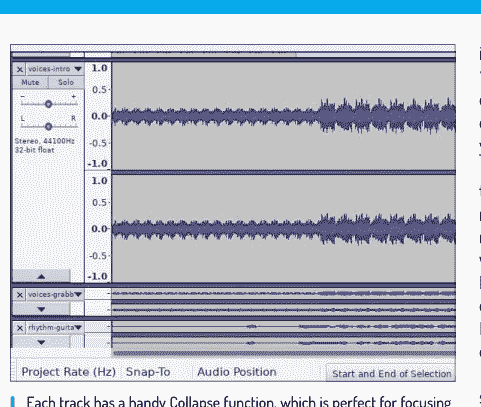 voices-intro
1.0
Mute Solo
0.5
- +
0.0
L R
Stereo, 44100Hz
32-bit float
-0.5
-1.0
1.0
0.5
0.0
-0.5
-1.0
voices-grabb
rhythm-guita
Project Rate (Hz) Snap-To Audio Position Start and End of Selection
Each track has a handy Collapse function, which is perfect for focusing